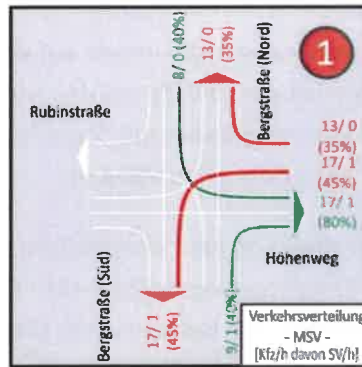 8/ 0 (40%)
13/ 0
(35%)
Bergstraße (Nord)
1
Rubinstraße
13/ 0
(35%)
17/ 1
(45%)
17/ 1
(80%)
Höhenweg
Bergstraße (Süd)
17/ 1
(45%)
9/ 1 (40%)
Verkehrsverteilung
- MSV -
[Kfz/h davon SV/h]